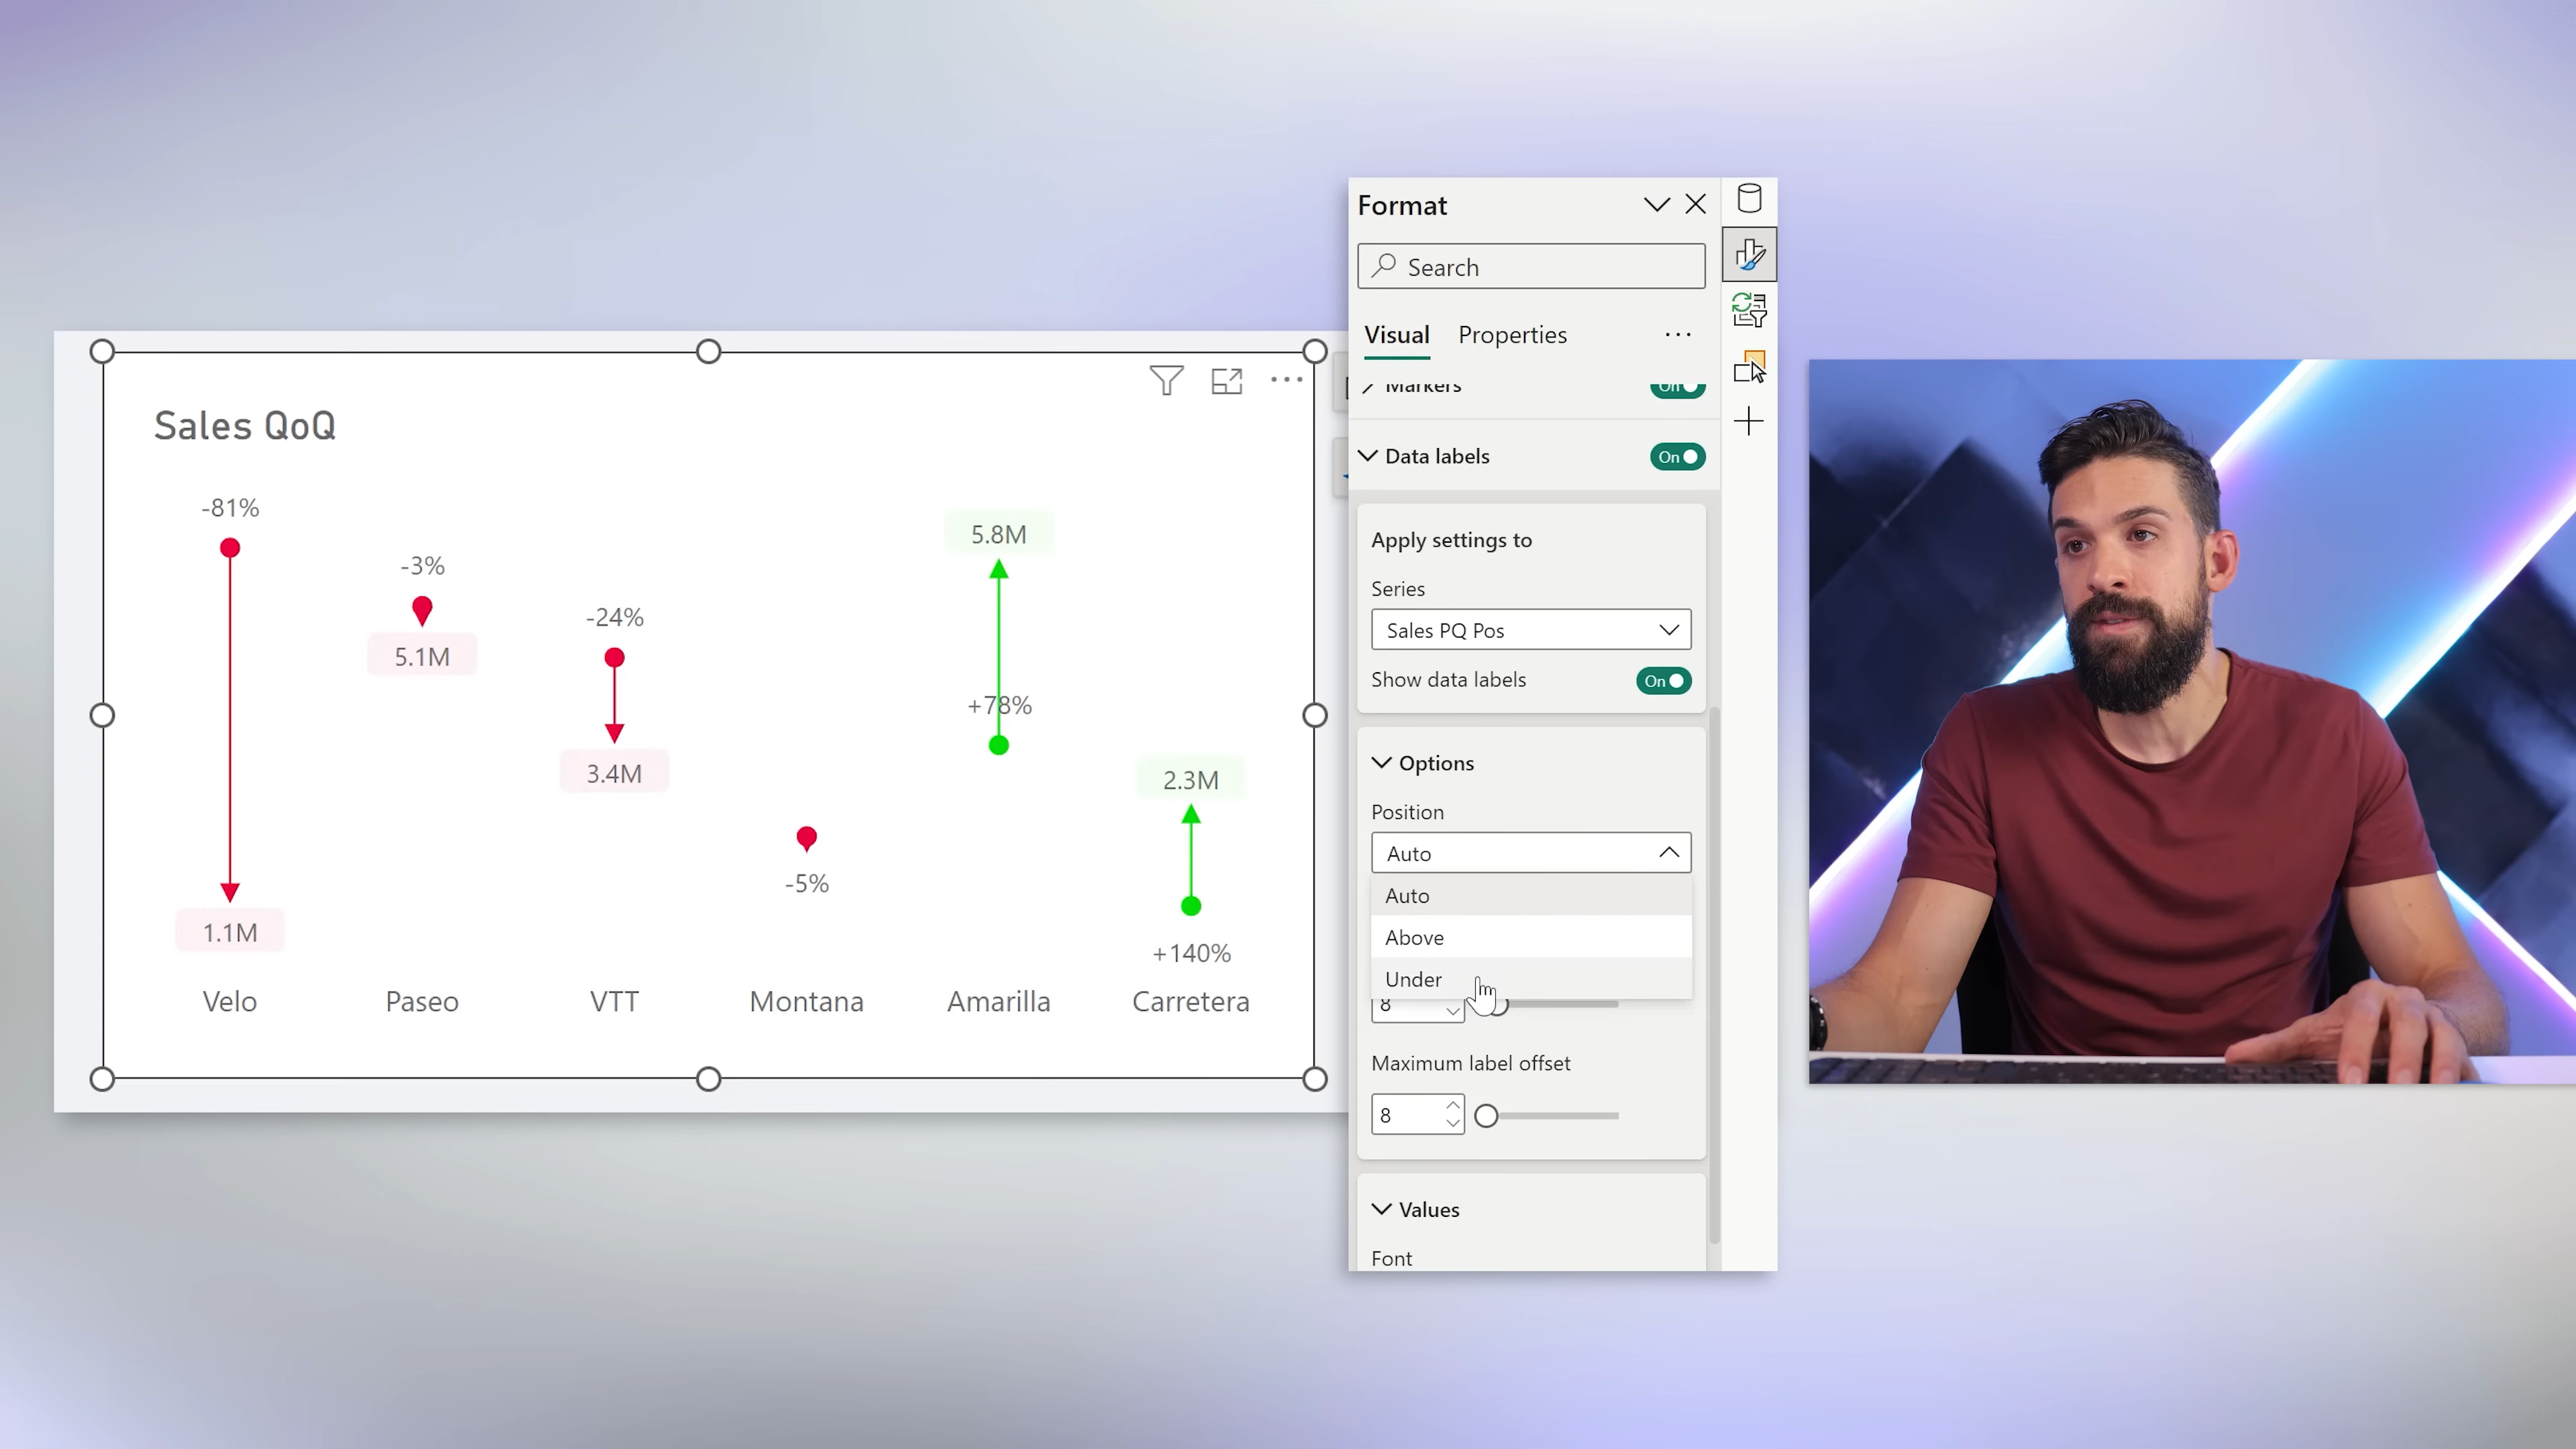 Sales QoQ
-81%
-3%
-24%
5.8M
5.1M
+78%
3.4M
2.3M
-5%
1.1M
+140%
Velo
Paseo
VTT
Montana
Amarilla
Carretera
Format
Search
Visual
Properties
Markers
On
Data labels
On
Apply settings to
Series
Sales PQ Pos
Show data labels
On
Options
Position
Auto
Auto
Above
Under
8
Maximum label offset
8
Values
Font